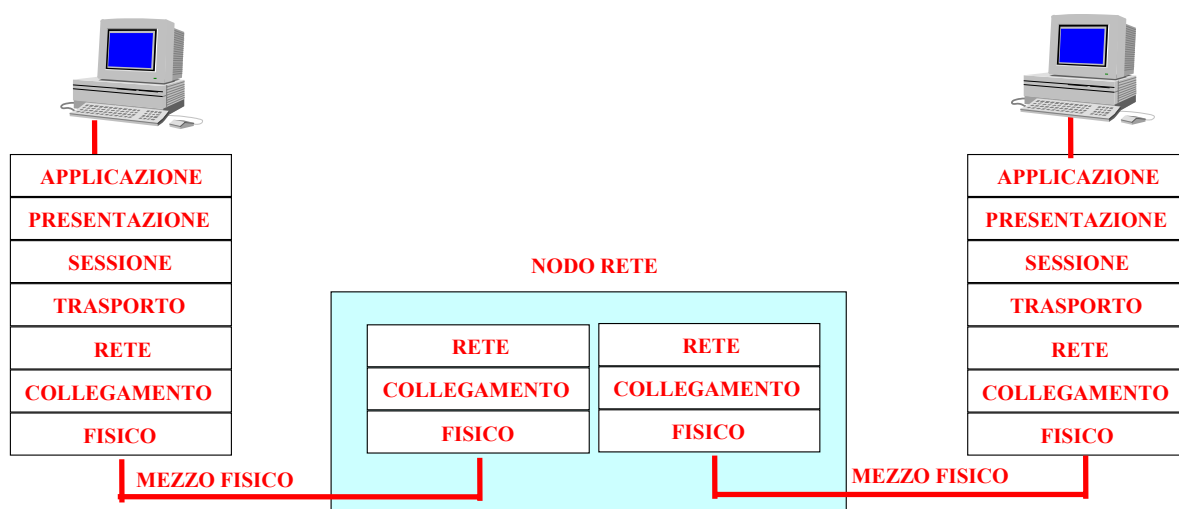 APPLICAZIONE
PRESENTAZIONE
SESSIONE
TRASPORTO
RETE
COLLEGAMENTO
FISICO
MEZZO FISICO
NODO RETE
RETE
COLLEGAMENTO
FISICO
RETE
COLLEGAMENTO
FISICO
MEZZO FISICO
APPLICAZIONE
PRESENTAZIONE
SESSIONE
TRASPORTO
RETE
COLLEGAMENTO
FISICO